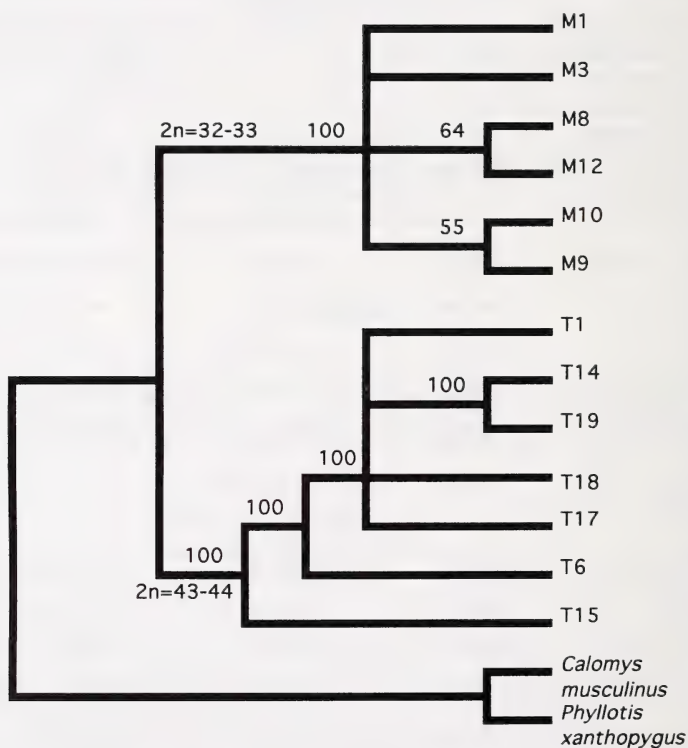 M1
M3
2n=32-33
100
64
M8
M12
M10
55
M9
T1
T14
100
T19
100
T18
100
T17
100
T6
2n=43-44
T15
Calomys
musculinus
Phyllotis
xanthopygus